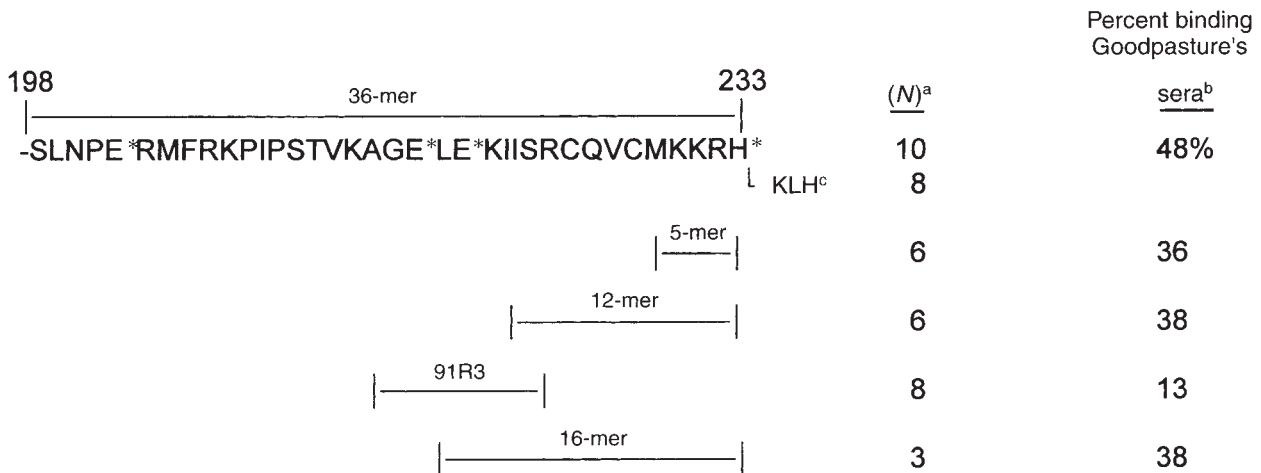 Percent binding
Goodpasture's
198 233 (N)ᵃ seraᵇ
36-mer
-SLNPE*RMFRKPIPSTVKAGE*LE*KIISRCQVCMKKRH* 10 48%
KLHᶜ 8
5-mer 6 36
12-mer 6 38
91R3 8 13
16-mer 3 38